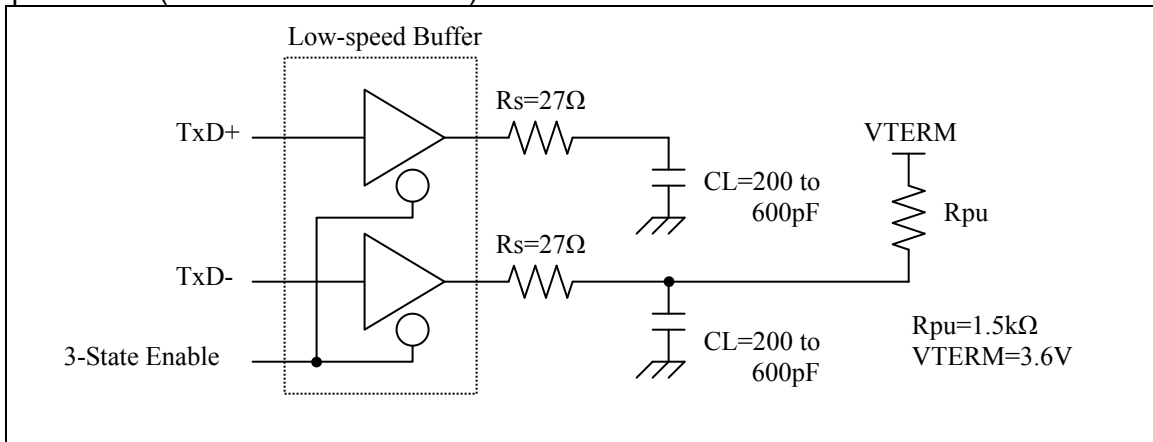 Low-speed Buffer
TxD+
Rs=27Ω
CL=200 to
600pF
VTERM
Rpu
TxD-
Rs=27Ω
CL=200 to
600pF
3-State Enable
Rpu=1.5kΩ
VTERM=3.6V